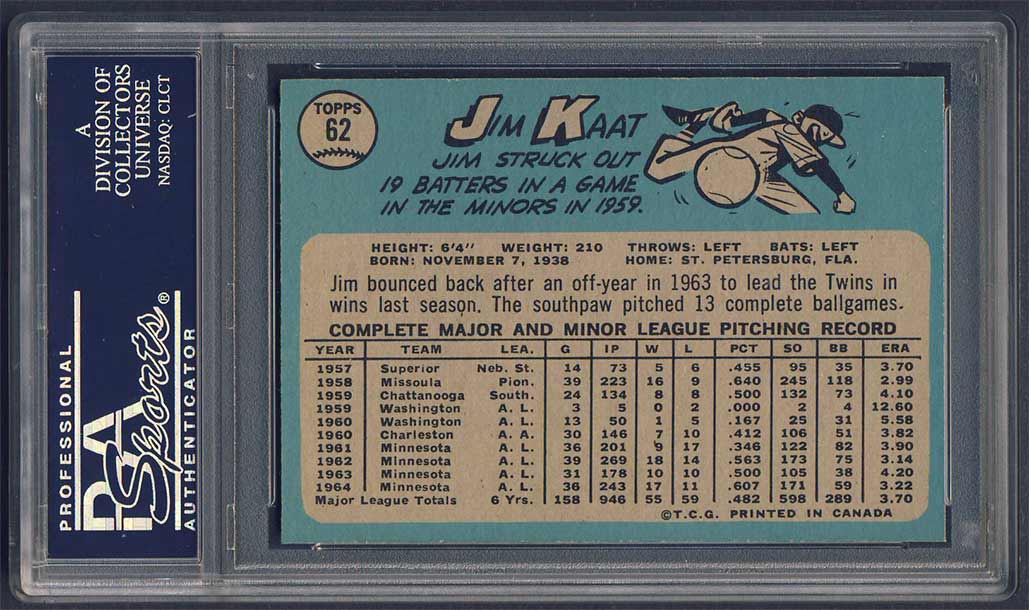 A
DIVISION OF
COLLECTORS
UNIVERSE
NASDAQ: CLCT
PROFESSIONAL
PSA
Sports®
AUTHENTICATOR
TOPPS
62
JIM KAAT
JIM STRUCK OUT
19 BATTERS IN A GAME
IN THE MINORS IN 1959.
HEIGHT: 6'4" WEIGHT: 210 THROWS: LEFT BATS: LEFT
BORN: NOVEMBER 7, 1938 HOME: ST. PETERSBURG, FLA.
Jim bounced back after an off-year in 1963 to lead the Twins in
wins last season. The southpaw pitched 13 complete ballgames.
COMPLETE MAJOR AND MINOR LEAGUE PITCHING RECORD
YEAR TEAM LEA. G IP W L PCT SO BB ERA
1957 Superior Neb. St. 14 73 5 6 .455 95 35 3.70
1958 Missoula Pion. 39 223 16 9 .640 245 118 2.99
1959 Chattanooga South. 24 134 8 8 .500 132 73 4.10
1959 Washington A. L. 3 5 0 2 .000 2 4 12.60
1960 Washington A. L. 13 50 1 5 .167 25 31 5.58
1960 Charleston A. A. 30 146 7 10 .412 106 51 3.82
1961 Minnesota A. L. 36 201 9 17 .346 122 82 3.90
1962 Minnesota A. L. 39 269 18 14 .563 173 75 3.14
1963 Minnesota A. L. 31 178 10 10 .500 105 38 4.20
1964 Minnesota A. L. 36 243 17 11 .607 171 59 3.22
Major League Totals 6 Yrs. 158 946 55 59 .482 598 289 3.70
©T.C.G. PRINTED IN CANADA